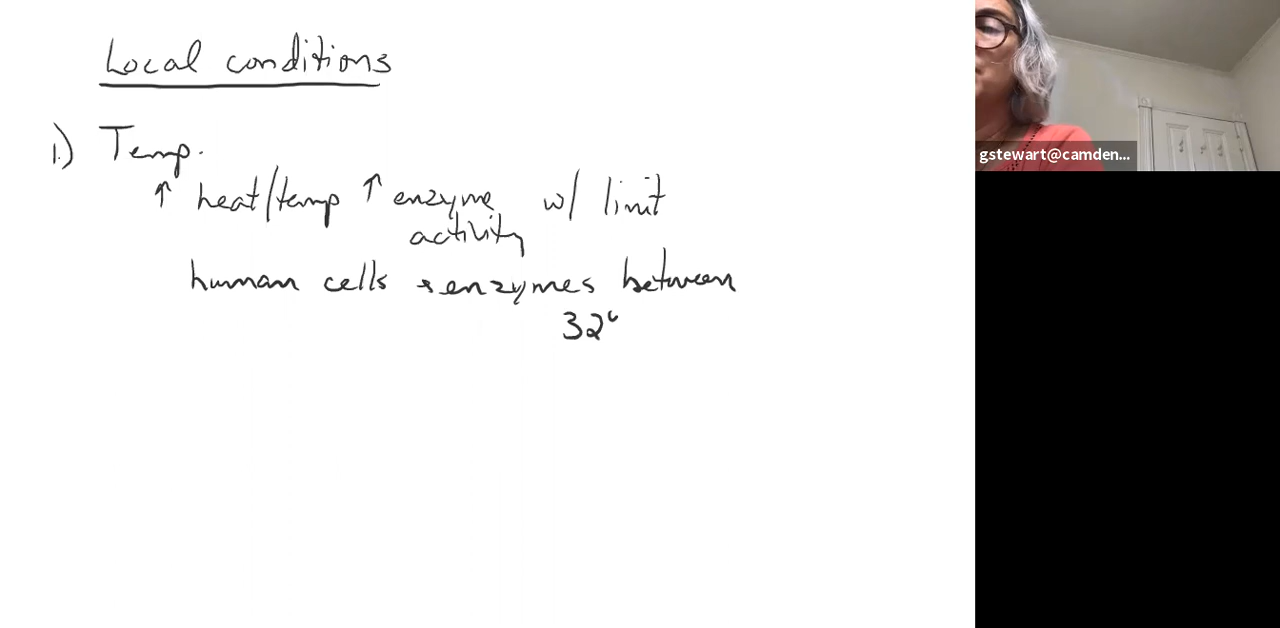 Local conditions
1.) Temp.
↑ heat/temp ↑ enzyme w/ limit
activity
human cells & enzymes between
32°
gstewart@camden...